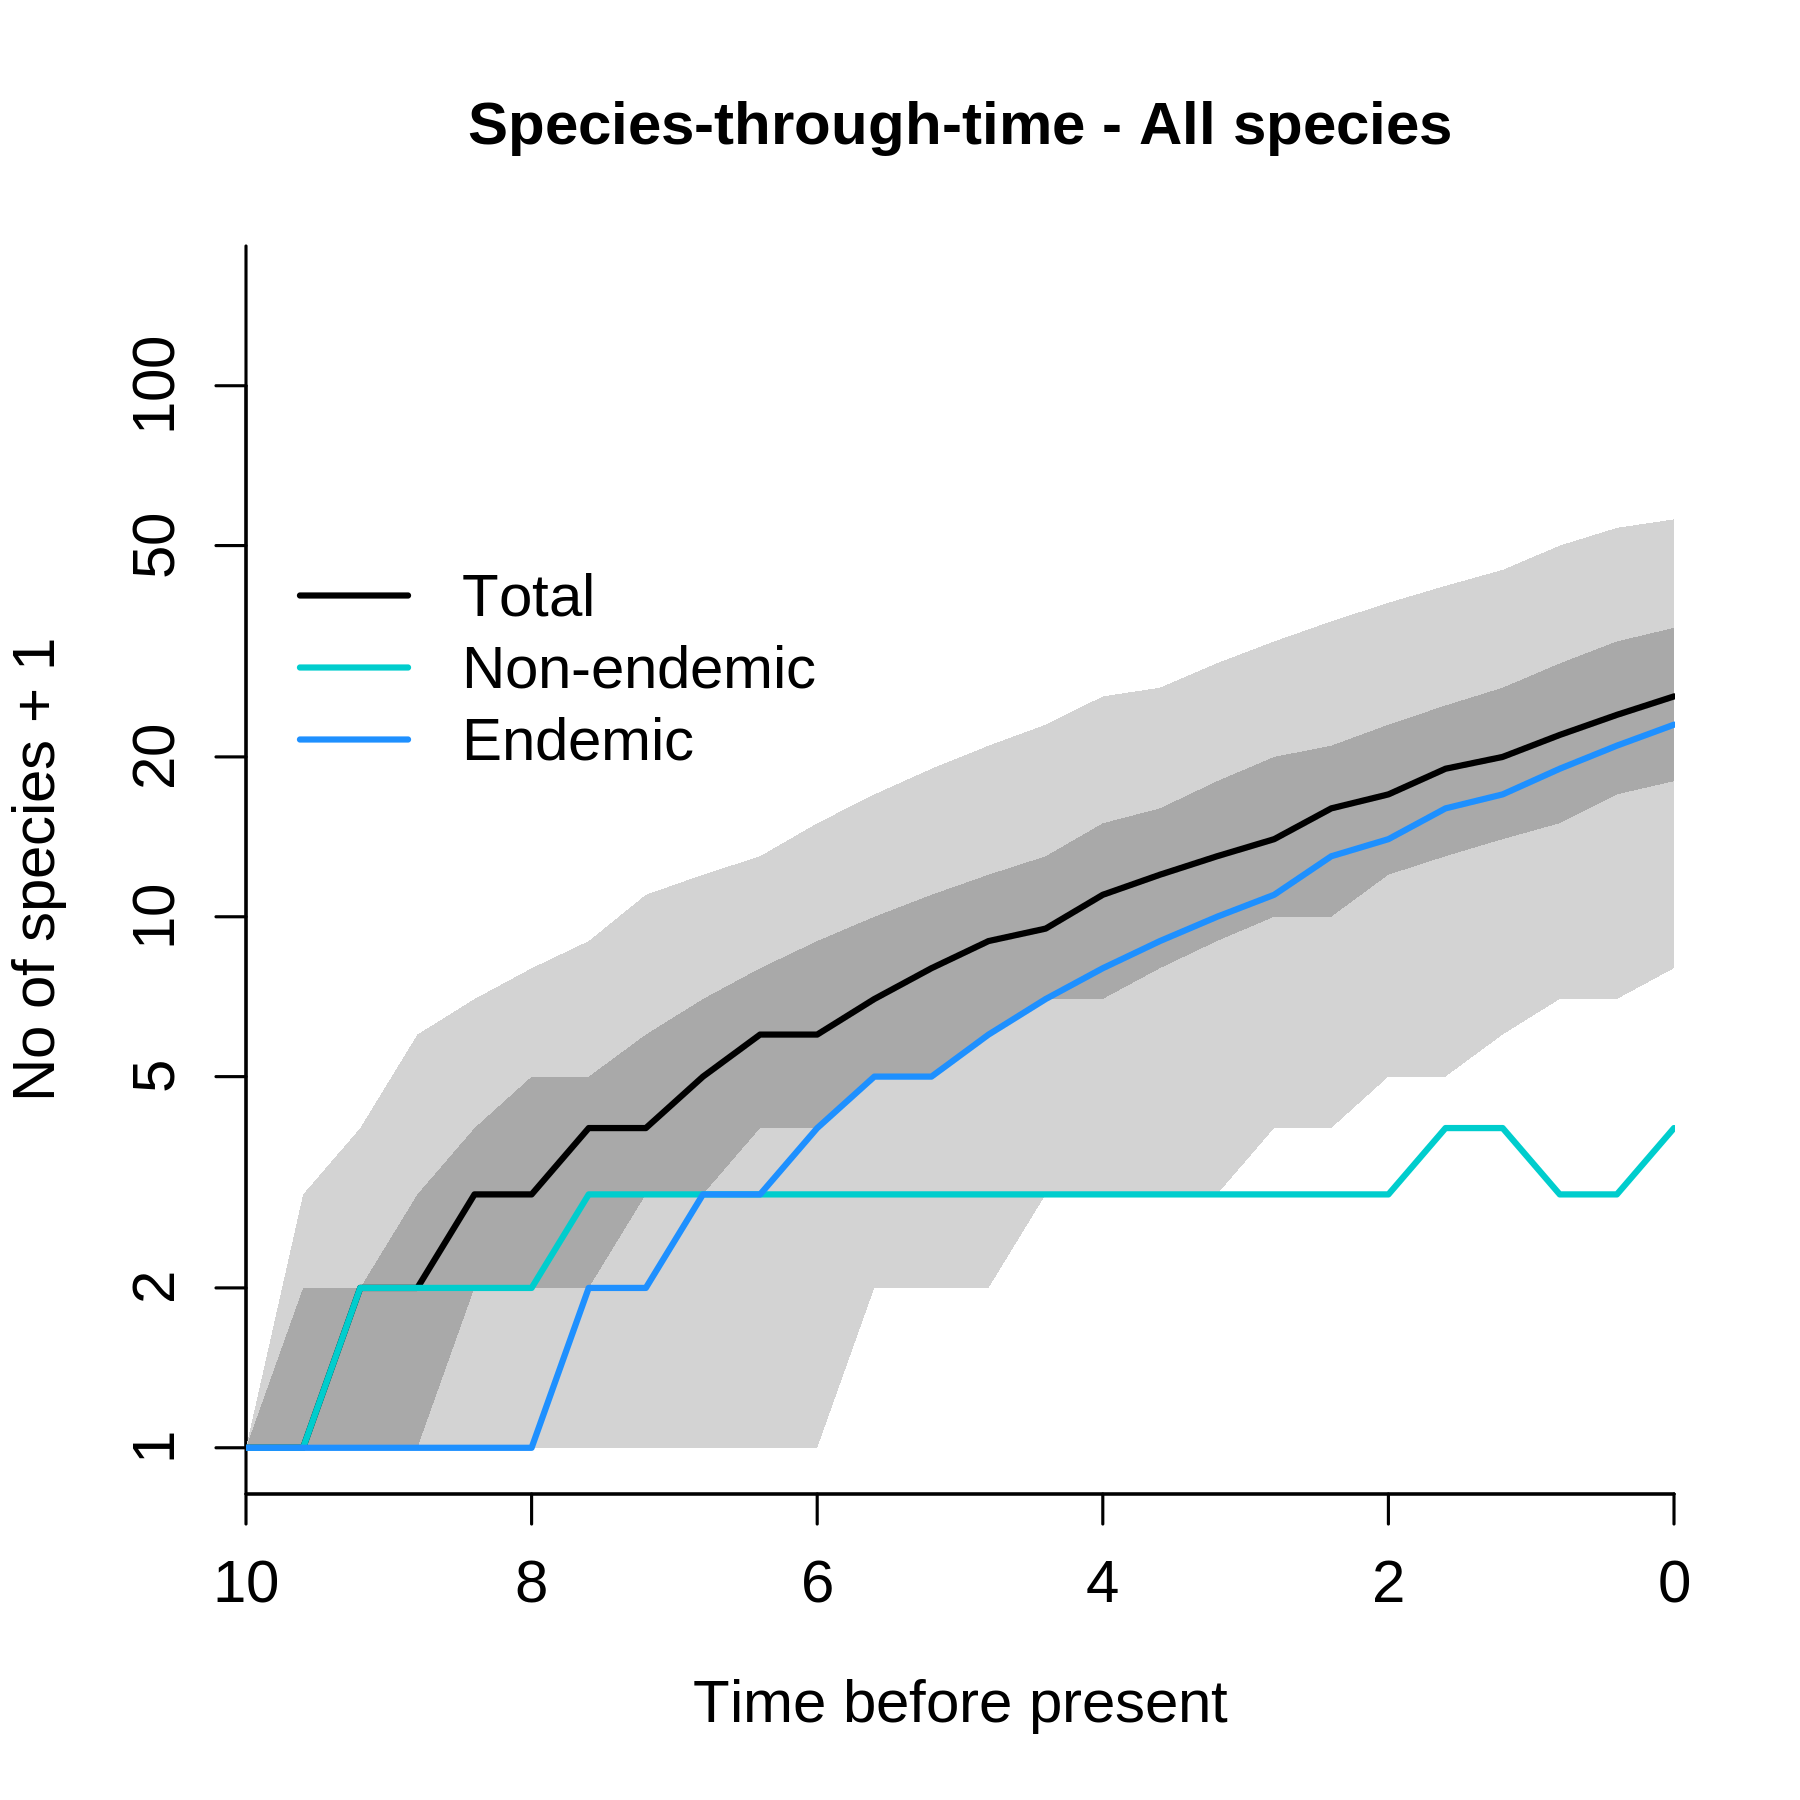 Species-through-time - All species
No of species + 1
100
50
20
10
5
2
1
Total
Non-endemic
Endemic
10 8 6 4 2 0
Time before present